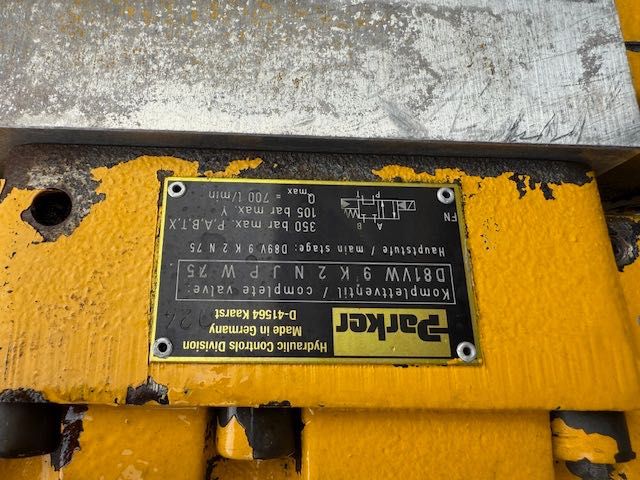 Parker
Hydraulic Controls Division
Made in Germany
D-41564 Kaarst
Komplettventil / complete valve:
D81VW 9 K 2 N J P W 75
Hauptstufe / main stage: D89V 9 K 2 N 75
FN
A B
P T
350 bar max. P,A,B,T,X
105 bar max Y
Qmax = 700 l/min